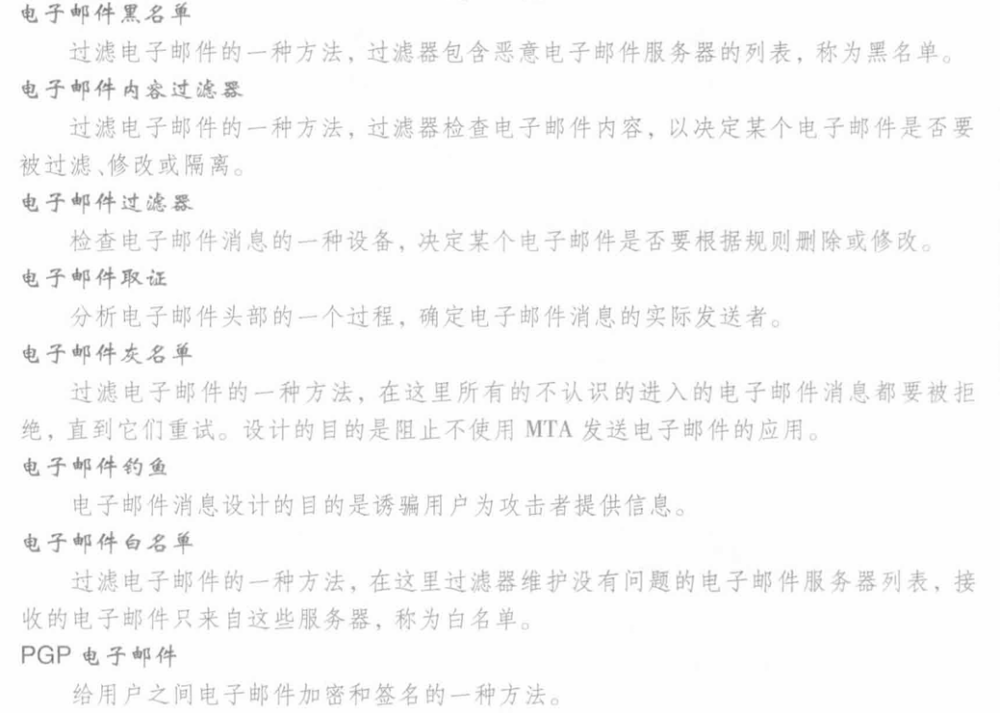 电子邮件黑名单
过滤电子邮件的一种方法，过滤器包含恶意电子邮件服务器的列表，称为黑名单。
电子邮件内容过滤器
过滤电子邮件的一种方法，过滤器检查电子邮件内容，以决定某个电子邮件是否要
被过滤、修改或隔离。
电子邮件过滤器
检查电子邮件消息的一种设备，决定某个电子邮件是否要根据规则删除或修改。
电子邮件取证
分析电子邮件头部的一个过程，确定电子邮件消息的实际发送者。
电子邮件灰名单
过滤电子邮件的一种方法，在这里所有的不认识的进入的电子邮件消息都要被拒
绝，直到它们重试。设计的目的是阻止不使用 MTA 发送电子邮件的应用。
电子邮件钓鱼
电子邮件消息设计的目的是诱骗用户为攻击者提供信息。
电子邮件白名单
过滤电子邮件的一种方法，在这里过滤器维护没有问题的电子邮件服务器列表，接
收的电子邮件只来自这些服务器，称为白名单。
PGP 电子邮件
给用户之间电子邮件加密和签名的一种方法。